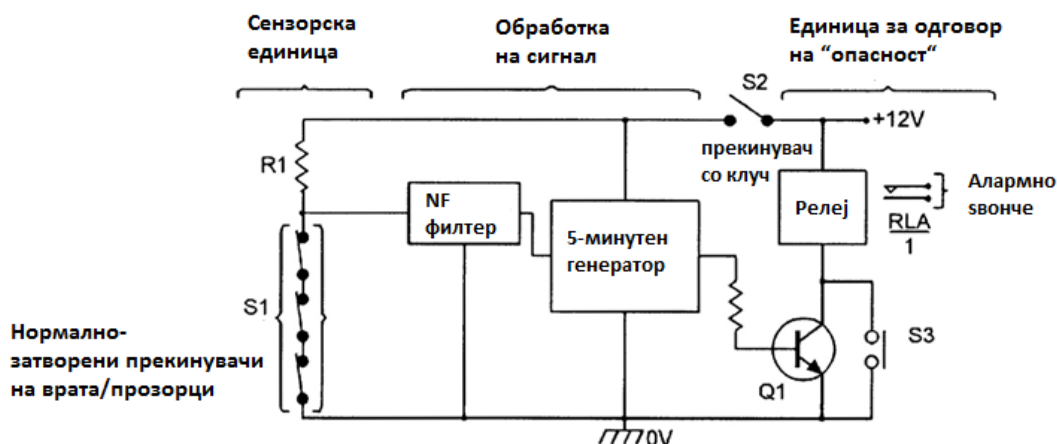 Сензорска
единица
Обработка
на сигнал
Единица за одговор
на “опасност“
S2
+12V
прекинувач
со клуч
R1
NF
филтер
5-минутен
генератор
Релеј
RLA
1
Алармно
ѕвонче
S1
Нормално-
затворени прекинувачи
на врата/прозорци
Q1
S3
0V